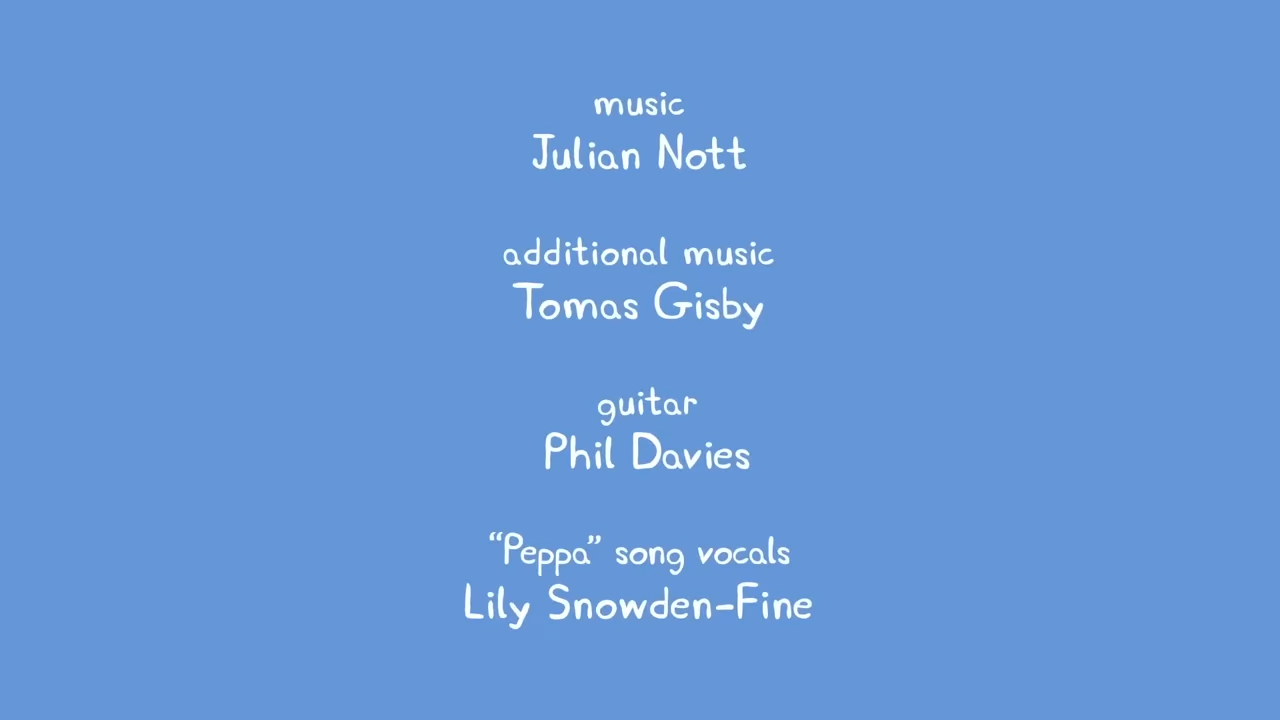 music
Julian Nott
additional music
Tomas Gisby
guitar
Phil Davies
“Peppa” song vocals
Lily Snowden-Fine